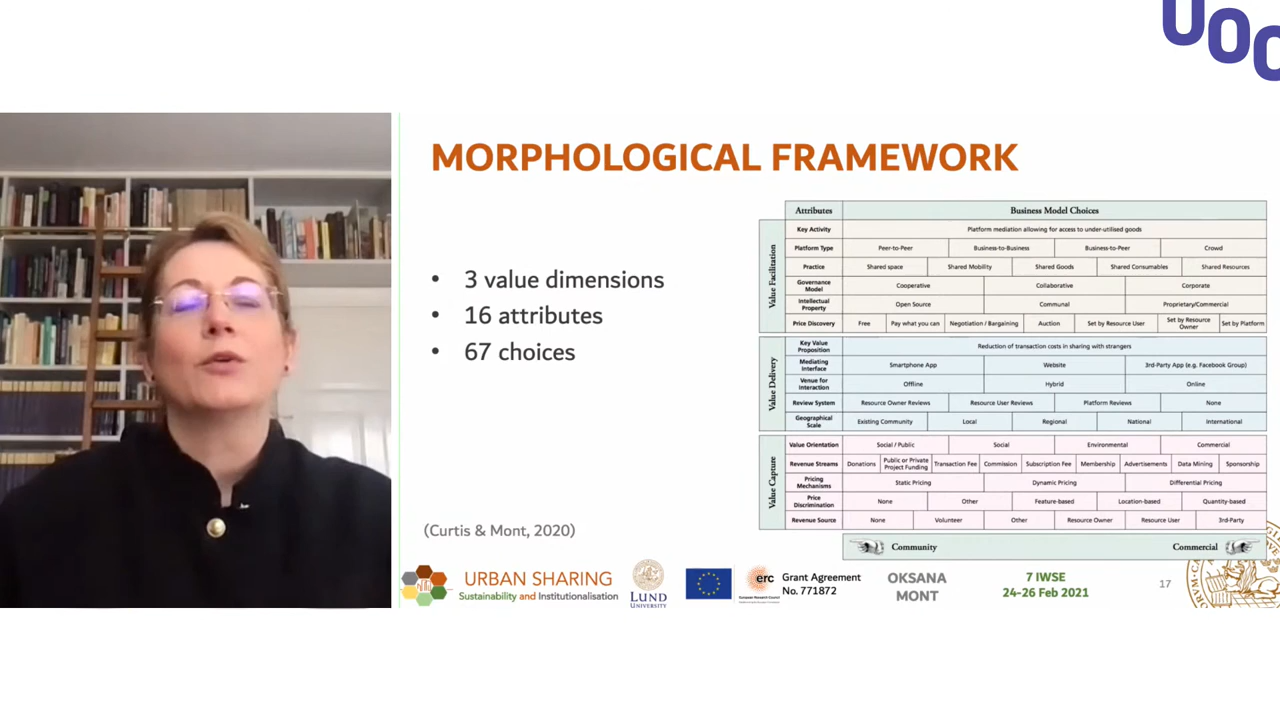 UOC
MORPHOLOGICAL FRAMEWORK
• 3 value dimensions
• 16 attributes
• 67 choices
(Curtis & Mont, 2020)
Attributes Business Model Choices
Value Facilitation
Key Activity Platform mediation allowing for access to under-utilised goods
Platform Type Peer-to-Peer Business-to-Business Business-to-Peer Crowd
Practice Shared space Shared Mobility Shared Goods Shared Consumables Shared Resources
Governance Model Cooperative Collaborative Corporate
Intellectual Property Open Source Communal Proprietary/Commercial
Price Discovery Free Pay what you can Negotiation / Bargaining Auction Set by Resource User Set by Resource Owner Set by Platform
Value Delivery
Key Value Proposition Reduction of transaction costs in sharing with strangers
Mediating Interface Smartphone App Website 3rd-Party App (e.g. Facebook Group)
Venue for Interaction Offline Hybrid Online
Review System Resource Owner Reviews Resource User Reviews Platform Reviews None
Geographical Scale Existing Community Local Regional National International
Value Capture
Value Orientation Social / Public Social Environmental Commercial
Revenue Streams Donations Public or Private Project Funding Transaction Fee Commission Subscription Fee Membership Advertisements Data Mining Sponsorship
Pricing Mechanisms Static Pricing Dynamic Pricing Differential Pricing
Price Discrimination None Other Feature-based Location-based Quantity-based
Revenue Source None Volunteer Other Resource Owner Resource User 3rd-Party
Community Commercial
URBAN SHARING
Sustainability and Institutionalisation
LUND
UNIVERSITY
erc
European Research Council
Grant Agreement
No. 771872
OKSANA
MONT
7 IWSE
24-26 Feb 2021
17